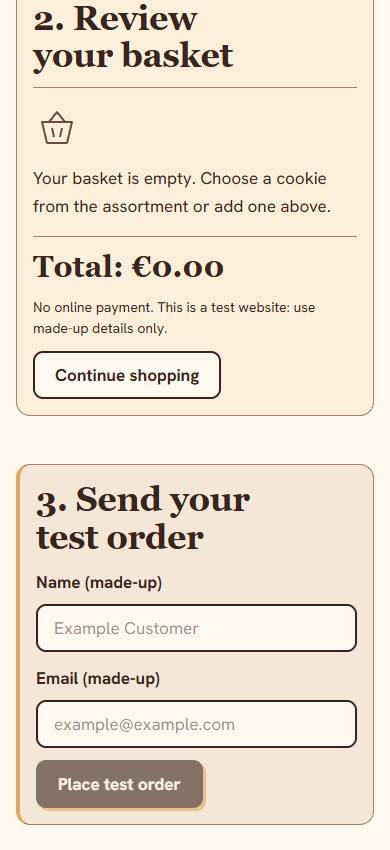 2. Review
your basket
Your basket is empty. Choose a cookie
from the assortment or add one above.
Total: €0.00
No online payment. This is a test website: use
made-up details only.
Continue shopping
3. Send your
test order
Name (made-up)
Example Customer
Email (made-up)
example@example.com
Place test order